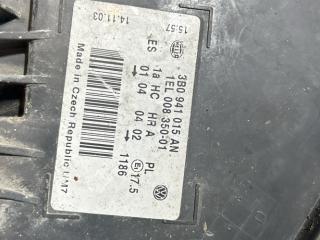 3B0 941 015 AN
1EL 008 350-01
1a HC HR A PL
01 04 04 02 17.5
1186
ES
15:57
14.11.03
Made in Czech Republic